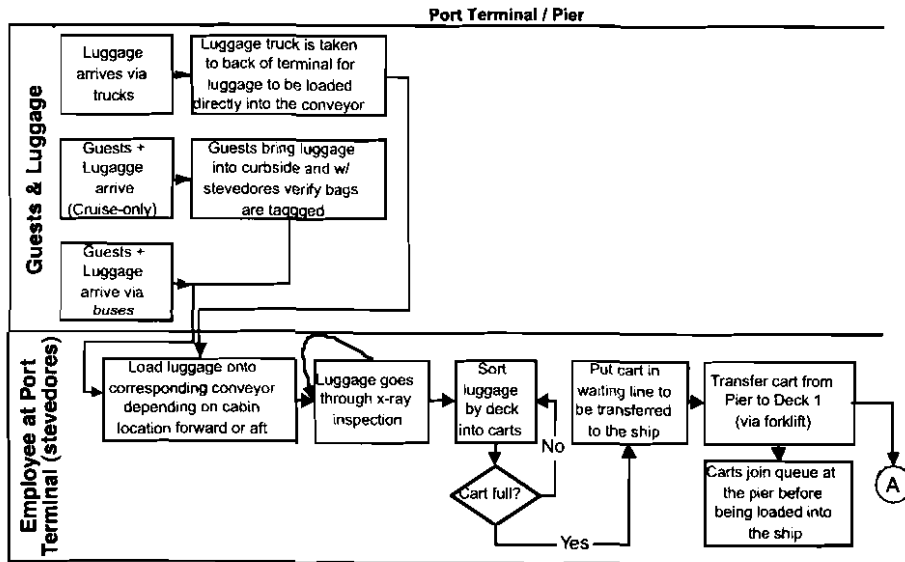 Port Terminal / Pier
Guests & Luggage
Luggage
arrives via
trucks
Luggage truck is taken
to back of terminal for
luggage to be loaded
directly into the conveyor
Guests +
Lugagge
arrive
(Cruise-only)
Guests bring luggage
into curbside and w/
stevedores verify bags
are taggged
Guests +
Luggage
arrive via
buses
Employee at Port
Terminal (stevedores)
Load luggage onto
corresponding conveyor
depending on cabin
location forward or aft
Luggage goes
through x-ray
inspection
Sort
luggage
by deck
into carts
Cart full?
No
Yes
Put cart in
waiting line to
be transferred
to the ship
Transfer cart from
Pier to Deck 1
(via forklift)
Carts join queue at
the pier before
being loaded into
the ship
A